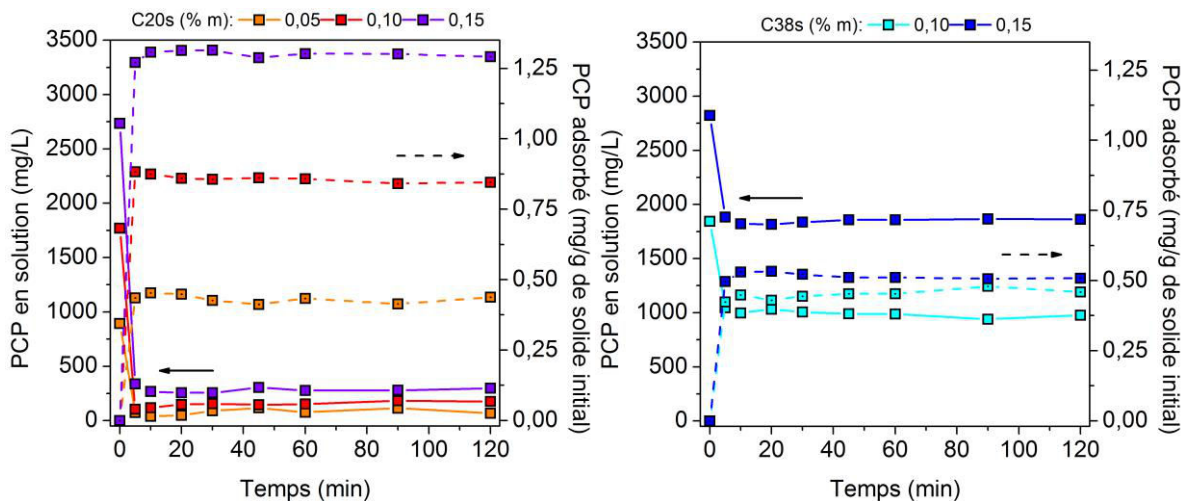 C20s (% m): 0,05 0,10 0,15
3500
3000
2500
2000
1500
1000
500
0
PCP en solution (mg/L)
1,25
1,00
0,75
0,50
0,25
0,00
PCP adsorbé (mg/g de solide initial)
0 20 40 60 80 100 120
Temps (min)
C38s (% m): 0,10 0,15
3500
3000
2500
2000
1500
1000
500
0
PCP en solution (mg/L)
1,25
1,00
0,75
0,50
0,25
0,00
PCP adsorbé (mg/g de solide initial)
0 20 40 60 80 100 120
Temps (min)